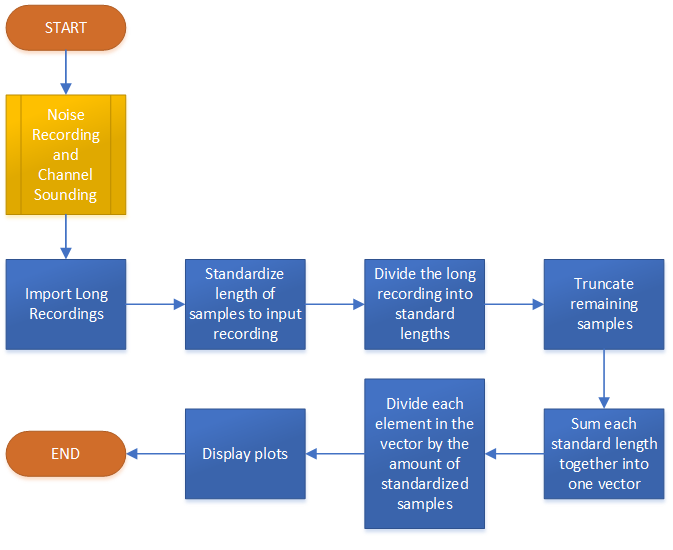 START
Noise
Recording
and
Channel
Sounding
Import Long
Recordings
Standardize
length of
samples to input
recording
Divide the long
recording into
standard
lengths
Truncate
remaining
samples
Sum each
standard length
together into
one vector
Divide each
element in the
vector by the
amount of
standardized
samples
Display plots
END